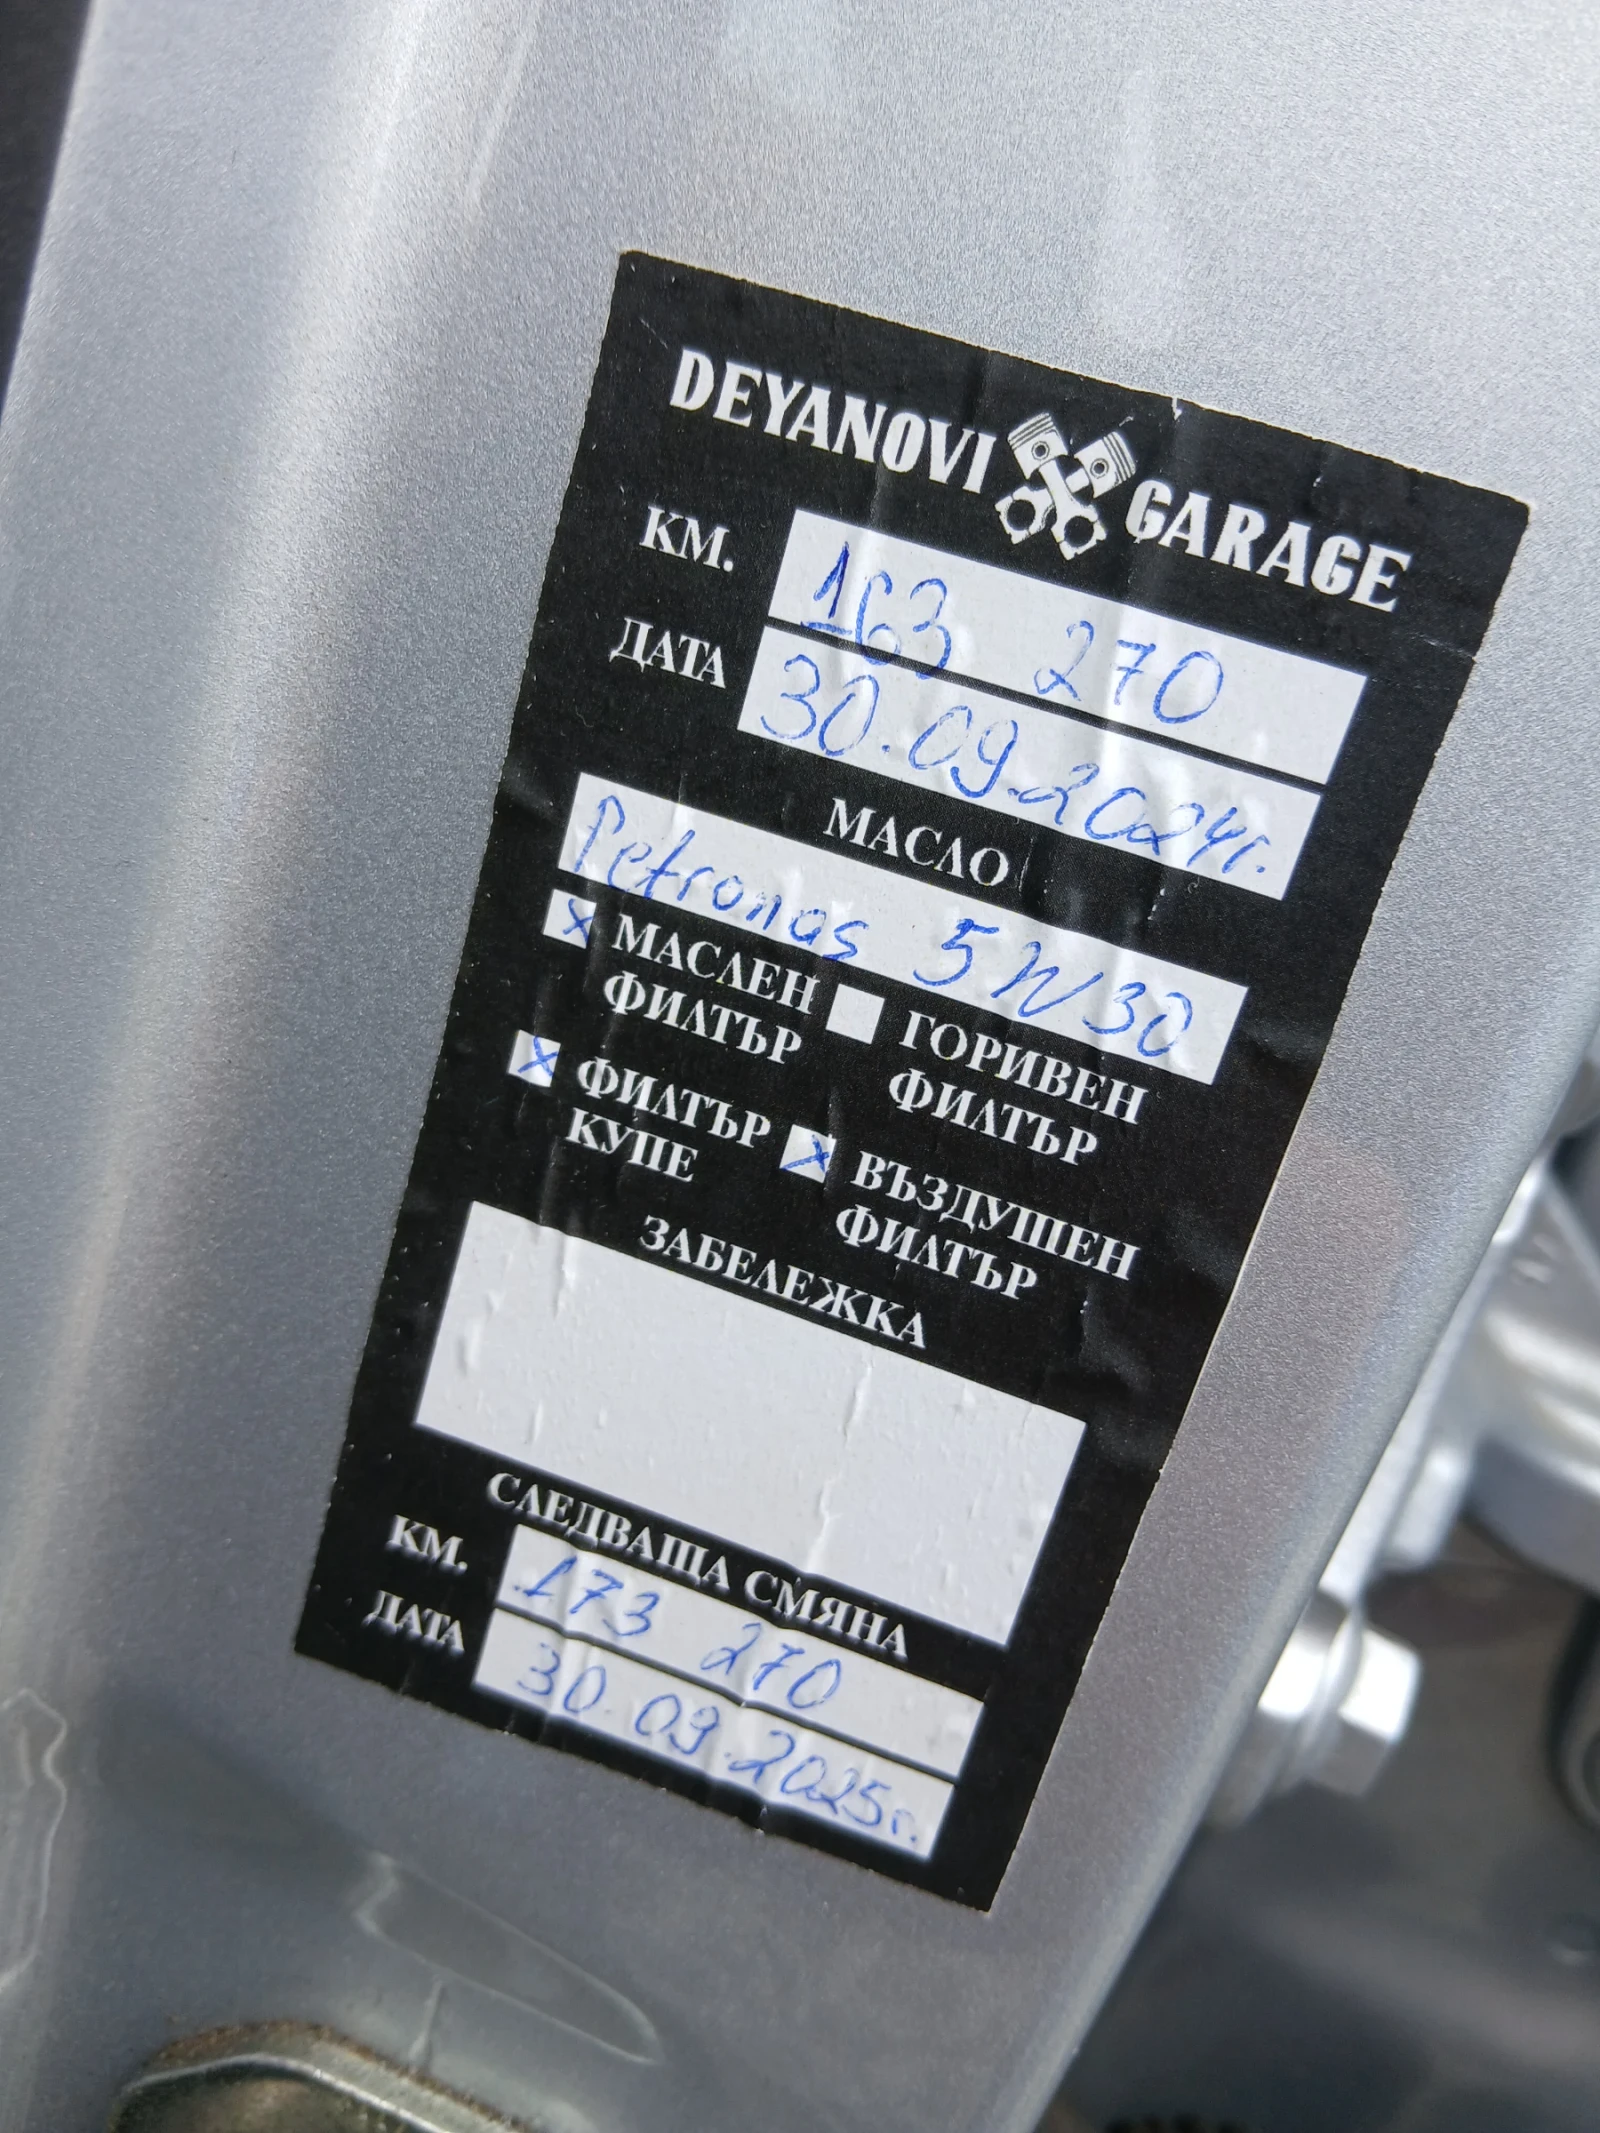 DEYANOVI GARAGE
КМ. 163 270
ДАТА 30.09.2024г.
МАСЛО
Petronas 5W30
x МАСЛЕН ФИЛТЪР
ГОРИВЕН ФИЛТЪР
x ФИЛТЪР КУПЕ
x ВЪЗДУШЕН ФИЛТЪР
ЗАБЕЛЕЖКА
СЛЕДВАЩА СМЯНА
КМ. 173 270
ДАТА 30.09.2025г.